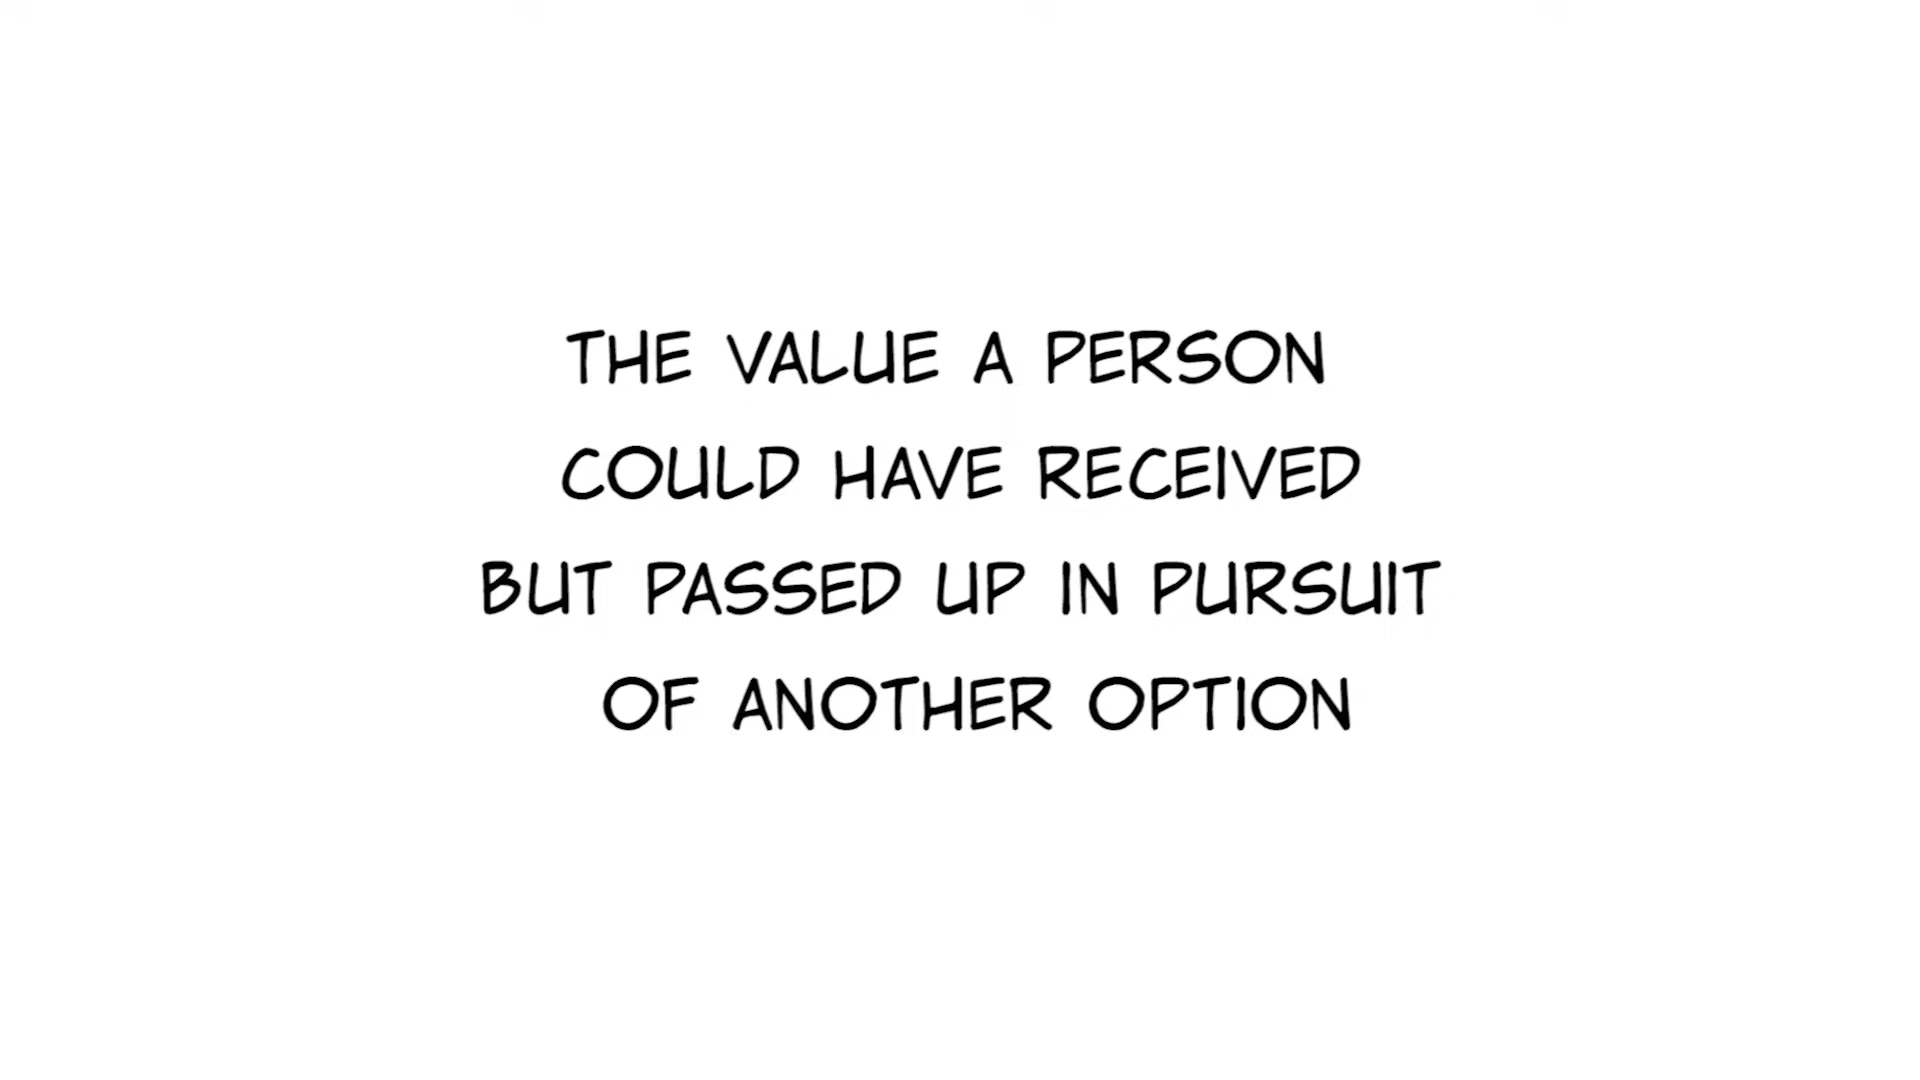 THE VALUE A PERSON
COULD HAVE RECEIVED
BUT PASSED UP IN PURSUIT
OF ANOTHER OPTION